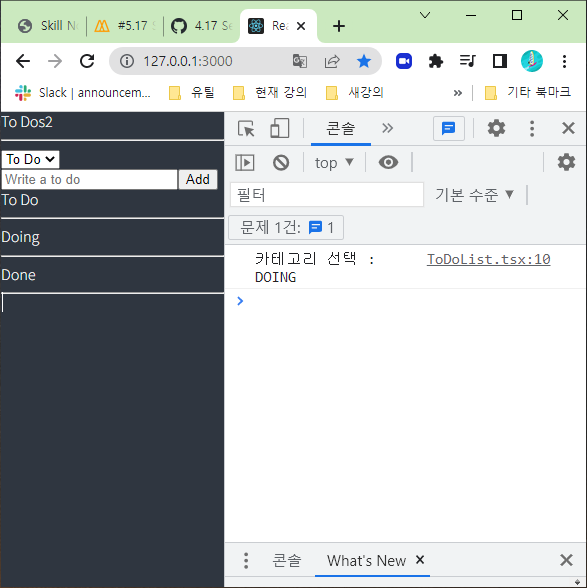 Skill N
#5.17 S
4.17 Se
Rea
127.0.0.1:3000
Slack | announcem...
유틸
현재 강의
새강의
»
기타 북마크
To Dos2
To Do
Write a to do
Add
To Do
Doing
Done
콘솔
top
필터
기본 수준
문제 1건:
1
카테고리 선택 :
ToDoList.tsx:10
DOING
콘솔
What's New